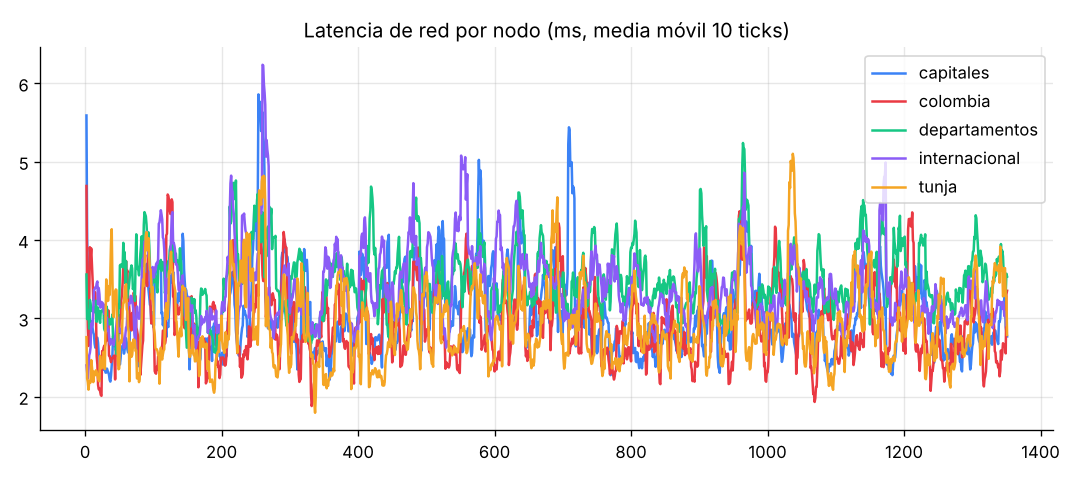 Latencia de red por nodo (ms, media móvil 10 ticks)
capitales
colombia
departamentos
internacional
tunja
6
5
4
3
2
0
200
400
600
800
1000
1200
1400